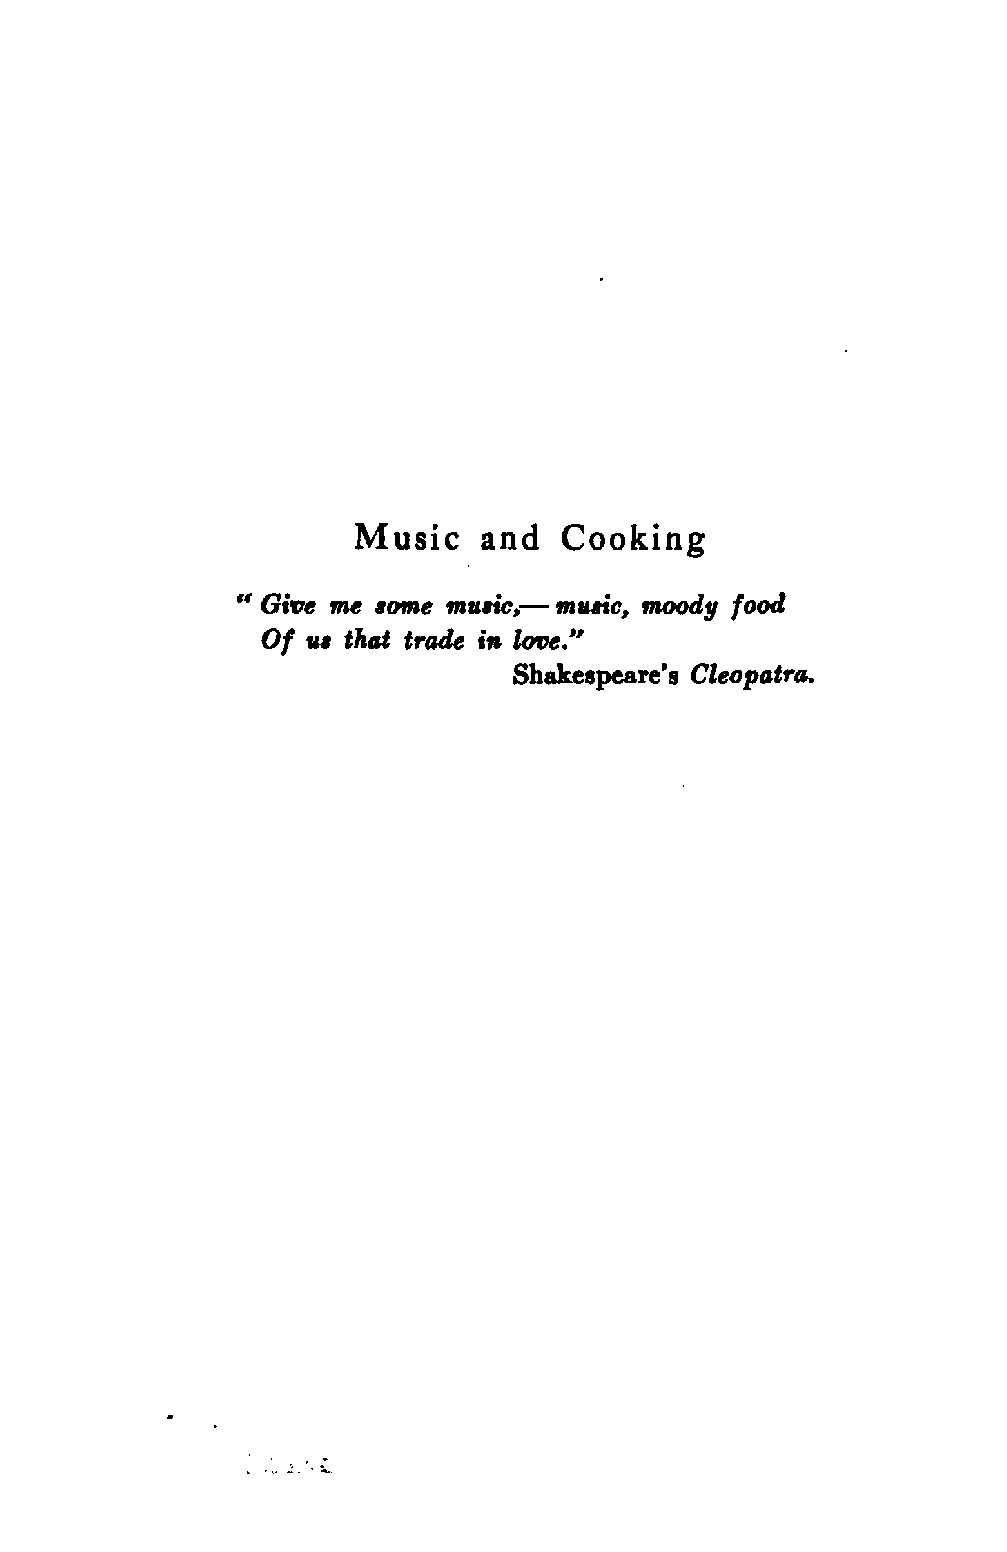 Music and Cooking
"Give me some music,— music, moody food
Of us that trade in love."
Shakespeare's Cleopatra.